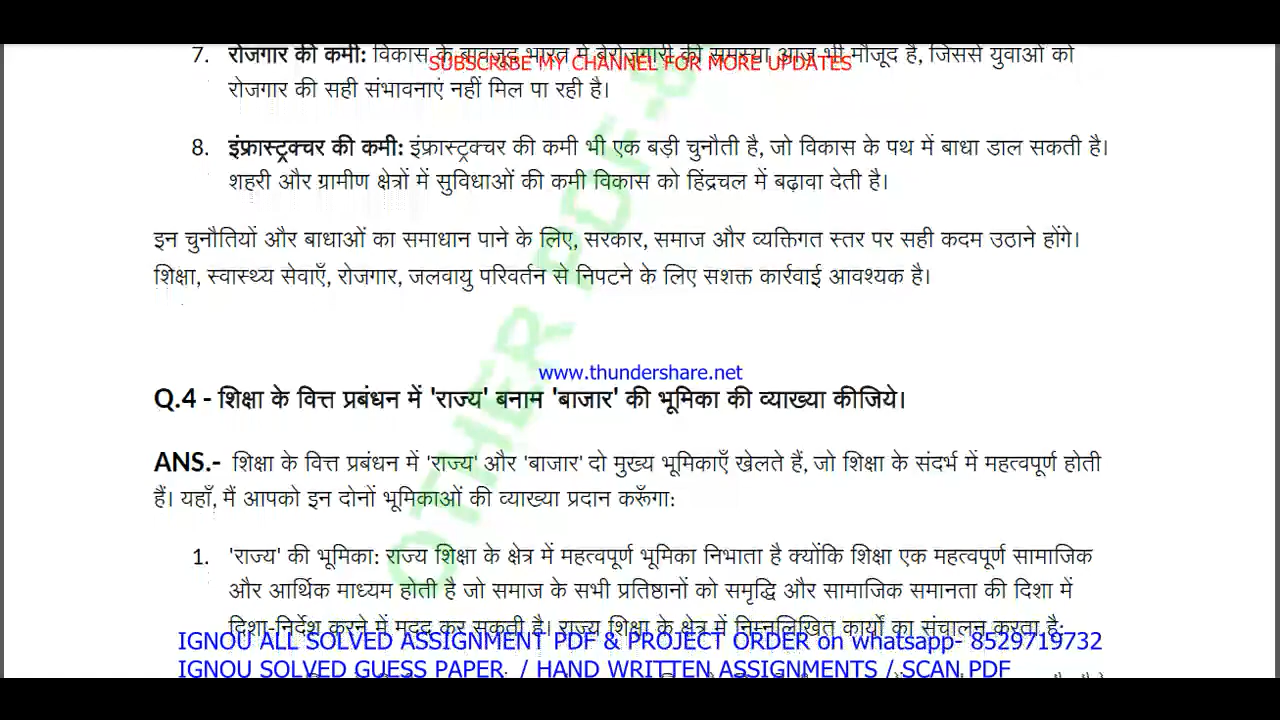 7. रोजगार की कमी: विकास के बावजूद भारत में बेरोजगारी की समस्या आज भी मौजूद है, जिससे युवाओं को
SUBSCRIBE MY CHANNEL FOR MORE UPDATES
रोजगार की सही संभावनाएं नहीं मिल पा रही है।
8. इंफ्रास्ट्रक्चर की कमी: इंफ्रास्ट्रक्चर की कमी भी एक बड़ी चुनौती है, जो विकास के पथ में बाधा डाल सकती है।
शहरी और ग्रामीण क्षेत्रों में सुविधाओं की कमी विकास को हिंद्रचल में बढ़ावा देती है।
इन चुनौतियों और बाधाओं का समाधान पाने के लिए, सरकार, समाज और व्यक्तिगत स्तर पर सही कदम उठाने होंगे।
शिक्षा, स्वास्थ्य सेवाएँ, रोजगार, जलवायु परिवर्तन से निपटने के लिए सशक्त कार्रवाई आवश्यक है।
www.thundershare.net
Q.4 - शिक्षा के वित्त प्रबंधन में 'राज्य' बनाम 'बाजार' की भूमिका की व्याख्या कीजिये।
ANS.- शिक्षा के वित्त प्रबंधन में 'राज्य' और 'बाजार' दो मुख्य भूमिकाएँ खेलते हैं, जो शिक्षा के संदर्भ में महत्वपूर्ण होती
हैं। यहाँ, मैं आपको इन दोनों भूमिकाओं की व्याख्या प्रदान करूँगा:
1. 'राज्य' की भूमिका: राज्य शिक्षा के क्षेत्र में महत्वपूर्ण भूमिका निभाता है क्योंकि शिक्षा एक महत्वपूर्ण सामाजिक
और आर्थिक माध्यम होती है जो समाज के सभी प्रतिष्ठानों को समृद्धि और सामाजिक समानता की दिशा में
दिशा-निर्देश करने में मदद कर सकती है। राज्य शिक्षा के क्षेत्र में निम्नलिखित कार्यों का संचालन करता है:
IGNOU ALL SOLVED ASSIGNMENT PDF & PROJECT ORDER on whatsapp- 8529719732
IGNOU SOLVED GUESS PAPER / HAND WRITTEN ASSIGNMENTS / SCAN PDF
OTHER PDF-8